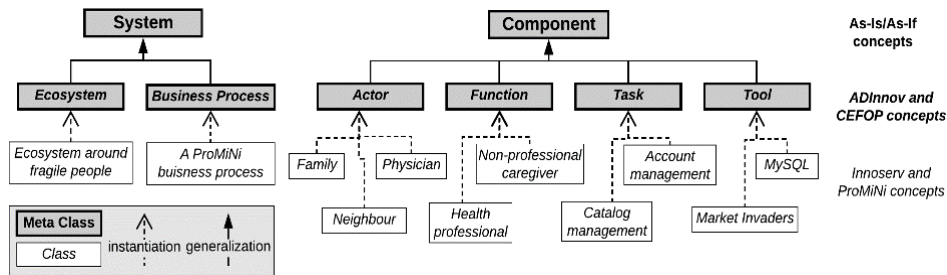 System
Component
As-Is/As-If
concepts
Ecosystem
Business Process
Actor
Function
Task
Tool
ADInnov and
CEFOP concepts
Ecosystem around
fragile people
A ProMiNi
buisness process
Family
Physician
Non-professional
caregiver
Account
management
MySQL
Innoserv and
ProMiNi concepts
Neighbour
Health
professional
Catalog
management
Market Invaders
Meta Class
Class
instantiation
generalization